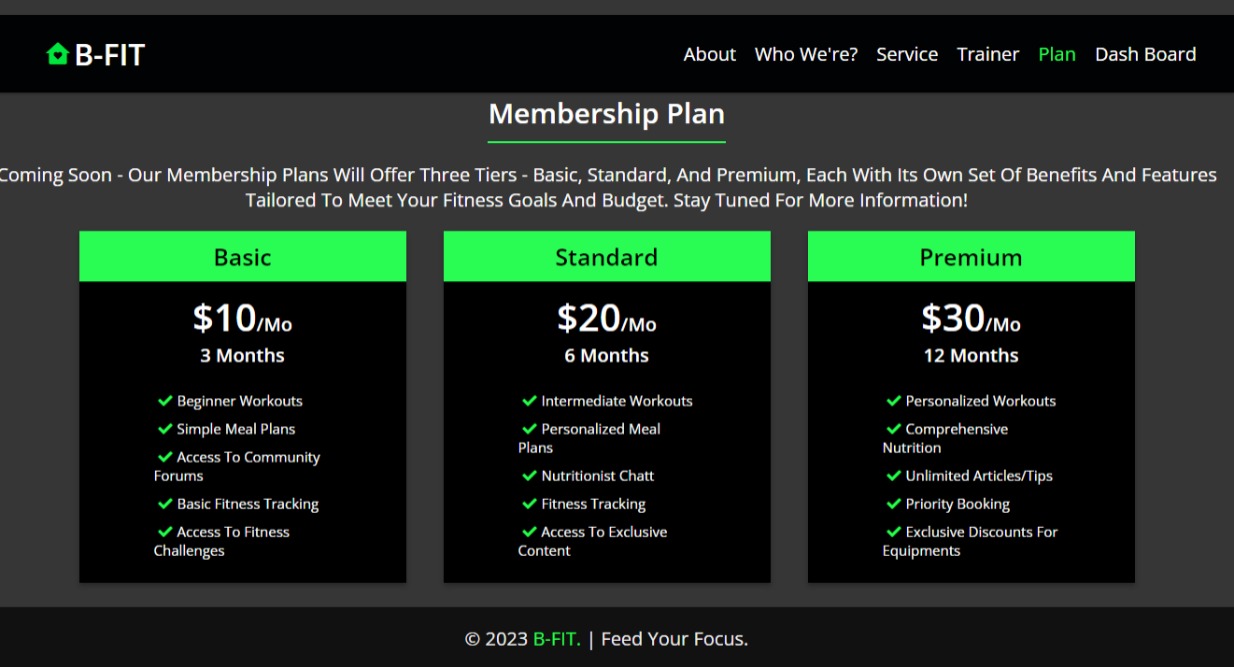 B-FIT
About Who We're? Service Trainer Plan Dash Board
Membership Plan
Coming Soon - Our Membership Plans Will Offer Three Tiers - Basic, Standard, And Premium, Each With Its Own Set Of Benefits And Features
Tailored To Meet Your Fitness Goals And Budget. Stay Tuned For More Information!
Basic
$10/Mo
3 Months
Beginner Workouts
Simple Meal Plans
Access To Community
Forums
Basic Fitness Tracking
Access To Fitness
Challenges
Standard
$20/Mo
6 Months
Intermediate Workouts
Personalized Meal
Plans
Nutritionist Chatt
Fitness Tracking
Access To Exclusive
Content
Premium
$30/Mo
12 Months
Personalized Workouts
Comprehensive
Nutrition
Unlimited Articles/Tips
Priority Booking
Exclusive Discounts For
Equipments
© 2023 B-FIT. | Feed Your Focus.